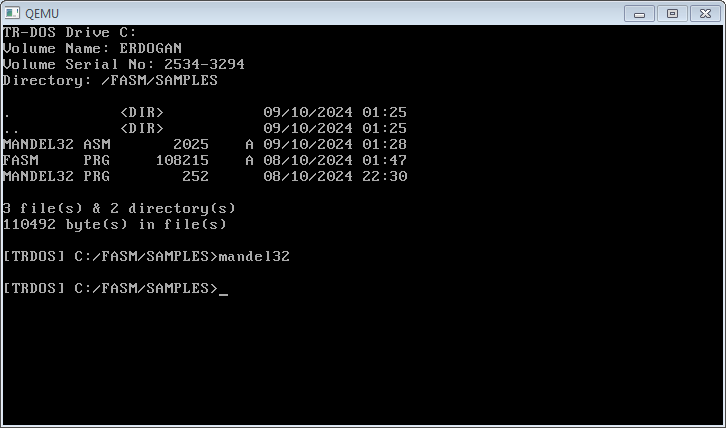 QEMU
TR-DOS Drive C:
Volume Name: ERDOGAN
Volume Serial No: 2534-3294
Directory: /FASM/SAMPLES
. <DIR> 09/10/2024 01:25
.. <DIR> 09/10/2024 01:25
MANDEL32 ASM 2025 A 09/10/2024 01:28
FASM PRG 108215 A 08/10/2024 01:47
MANDEL32 PRG 252 08/10/2024 22:30
3 file(s) & 2 directory(s)
110492 byte(s) in file(s)
[TRDOS] C:/FASM/SAMPLES>mandel32
[TRDOS] C:/FASM/SAMPLES>_